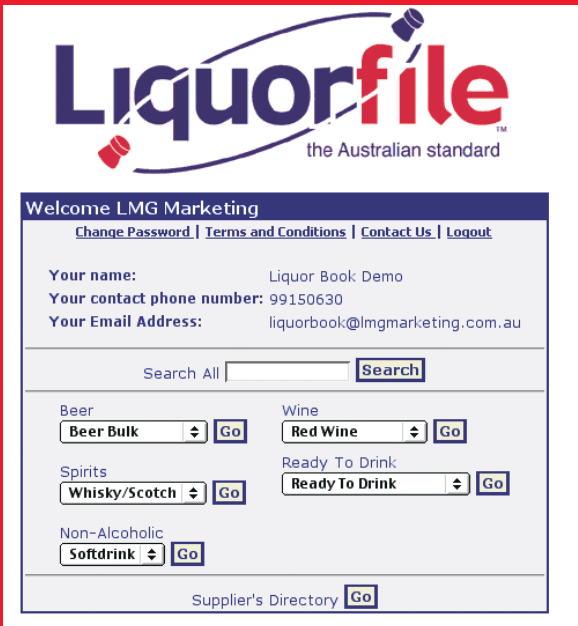 Liquorfile
TM
the Australian standard
Welcome LMG Marketing
Change Password | Terms and Conditions | Contact Us | Logout
Your name: Liquor Book Demo
Your contact phone number: 99150630
Your Email Address: liquorbook@lmgmarketing.com.au
Search All Search
Beer Wine
Beer Bulk Go Red Wine Go
Spirits Ready To Drink
Whisky/Scotch Go Ready To Drink Go
Non-Alcoholic
Softdrink Go
Supplier's Directory Go